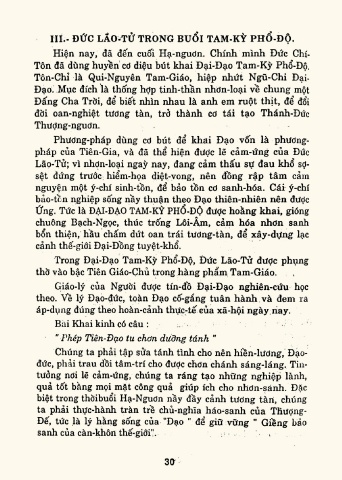 III.- ĐỨC LÃO-TỬ TRONG BUỔI TAM-KỲ PHỔ-ĐỘ.
Hiện nay, đã đến cuối Hạ-nguơn. Chính mình Đức Chí-
Tôn đã dùng huyền cơ diệu bút khai Đại-Đạo Tam-Kỳ Phổ-Độ.
Tôn-Chỉ là Qui-Nguyên Tam-Giáo, hiệp nhứt Ngũ-Chi Đại-
Đạo. Mục đích là thống hợp tinh-thần nhơn-loại về chung một
Đấng Cha Trời, để biết nhìn nhau là anh em ruột thịt, để đổi
đời oan-nghiệt tương tàn, trở thành cơ tái tạo Thánh-Đức
Thượng-nguơn.
Phương-pháp dùng cơ bút để khai Đạo vốn là phương-
pháp của Tiên-Gia, và đã thể hiện được lẽ cảm-ứng của Đức
Lão-Tử; vì nhơn-loại ngày nay, đang cảm thấu sự đau khổ sợ-
sệt đứng trước hiểm-họa diệt-vong, nên đồng rập tâm cảm
nguyện một ý-chí sinh-tồn, để bảo tồn cơ sanh-hóa. Cái ý-chí
bảo-tồn nghiệp sống nầy thuận theo Đạo thiên-nhiên nên được
Ứng. Tức là ĐẠI-ĐẠO TAM-KỲ PHỔ-ĐỘ được hoằng khai, gióng
chuông Bạch-Ngọc, thúc trống Lôi-Âm, cảm hóa nhơn sanh
bổn thiện, hầu chấm dứt oan trái tương-tàn, để xây-dựng lạc
cảnh thế-giới Đại-Đồng tuyệt-khổ.
Trong Đại-Đạo Tam-Kỳ Phổ-Độ, Đức Lão-Tử được phụng
thờ vào bậc Tiên Giáo-Chủ trong hàng phẩm Tam-Giáo.
Giáo-lý của Người được tín-đồ Đại-Đạo nghiên-cứu học
theo. Về lý Đạo-đức, toàn Đạo cố-gắng tuân hành và đem ra
áp-dụng đúng theo hoàn-cảnh thực-tế của xã-hội ngày nay.
Bài Khai kinh có câu :
" Phép Tiên-Đạo tu chơn dưỡng tánh "
Chúng ta phải tập sửa tánh tình cho nên hiền-lương, Đạo-
đức, phải trau dồi tâm-trí cho được chơn chánh sáng-láng. Tin-
tưởng nơi lẽ cảm-ứng, chúng ta ráng tạo những nghiệp lành,
quả tốt bằng mọi mặt công quả giúp ích cho nhơn-sanh. Đặc
biệt trong thờibuổi Hạ-Nguơn nầy đầy cảnh tương tàn, chúng
ta phải thực-hành tràn trề chủ-nghĩa háo-sanh của Thượng-
Đế, tức là lý hằng sống của "Đạo" để giữ vững " Giềng bảo
sanh của càn-khôn thế-giới".
30